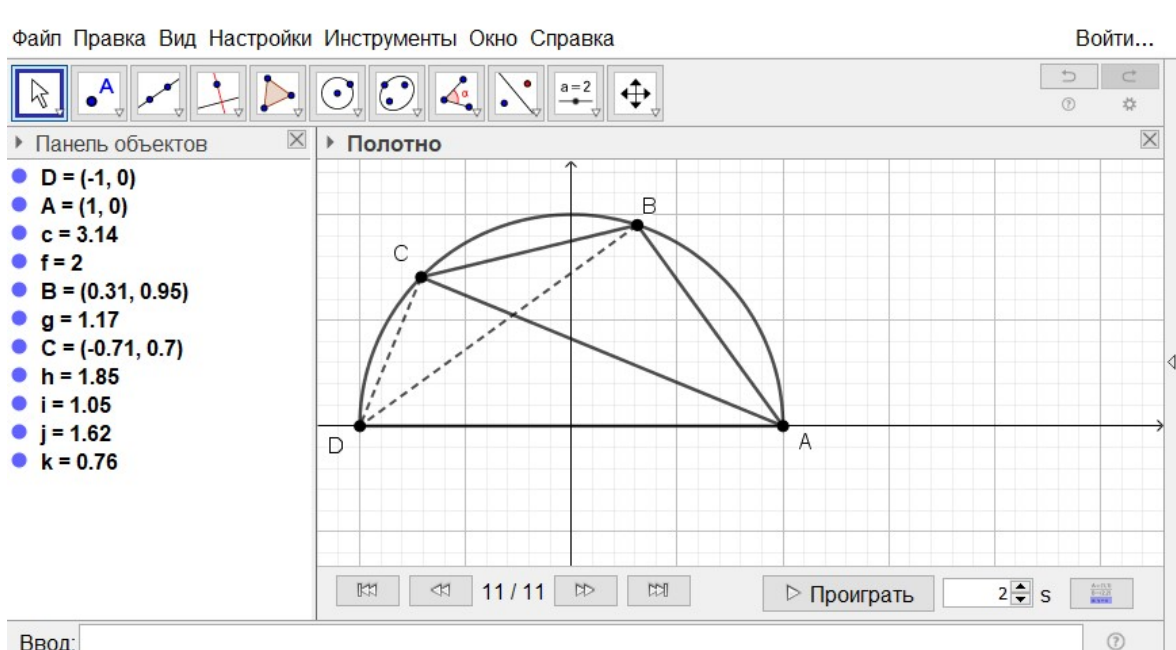 Файл Правка Вид Настройки Инструменты Окно Справка Войти...
A α a = 2
Панель объектов
Полотно
D = (-1, 0)
A = (1, 0)
c = 3.14
f = 2
B = (0.31, 0.95)
g = 1.17
C = (-0.71, 0.7)
h = 1.85
i = 1.05
j = 1.62
k = 0.76
B
C
D
A
11 / 11 Проиграть 2 s
Ввод: